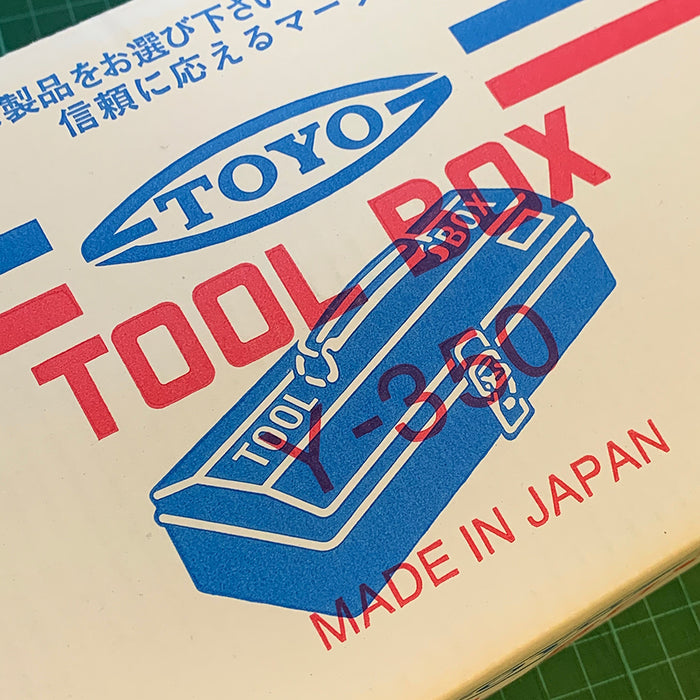 製品をお選び下さい
信頼に応えるマーク
TOYO
TOOL BOX
TOOL BOX
Y-350
MADE IN JAPAN